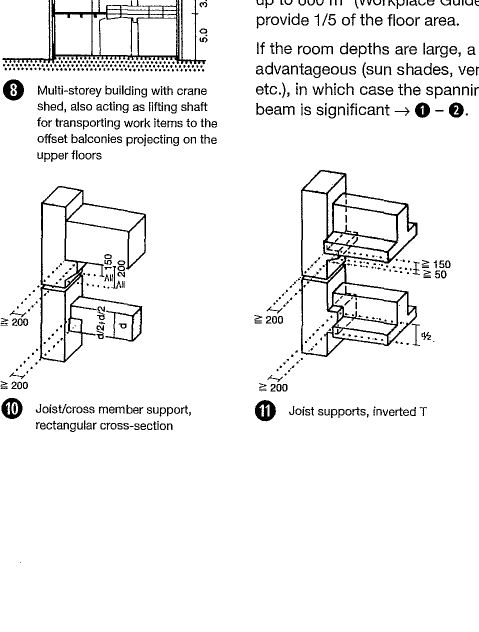 up to 600 m² (Workplace Guide
provide 1/5 of the floor area.
If the room depths are large, a
advantageous (sun shades, ven
etc.), in which case the spannin
beam is significant → 1 – 2.
5.0
8 Multi-storey building with crane
shed, also acting as lifting shaft
for transporting work items to the
offset balconies projecting on the
upper floors
≧ 150
≧ 200
≧ 200
d/2
d/2
d
≧ 200
10 Joist/cross member support,
rectangular cross-section
≧ 150
≧ 50
≧ 200
d/2
≧ 200
11 Joist supports, inverted T